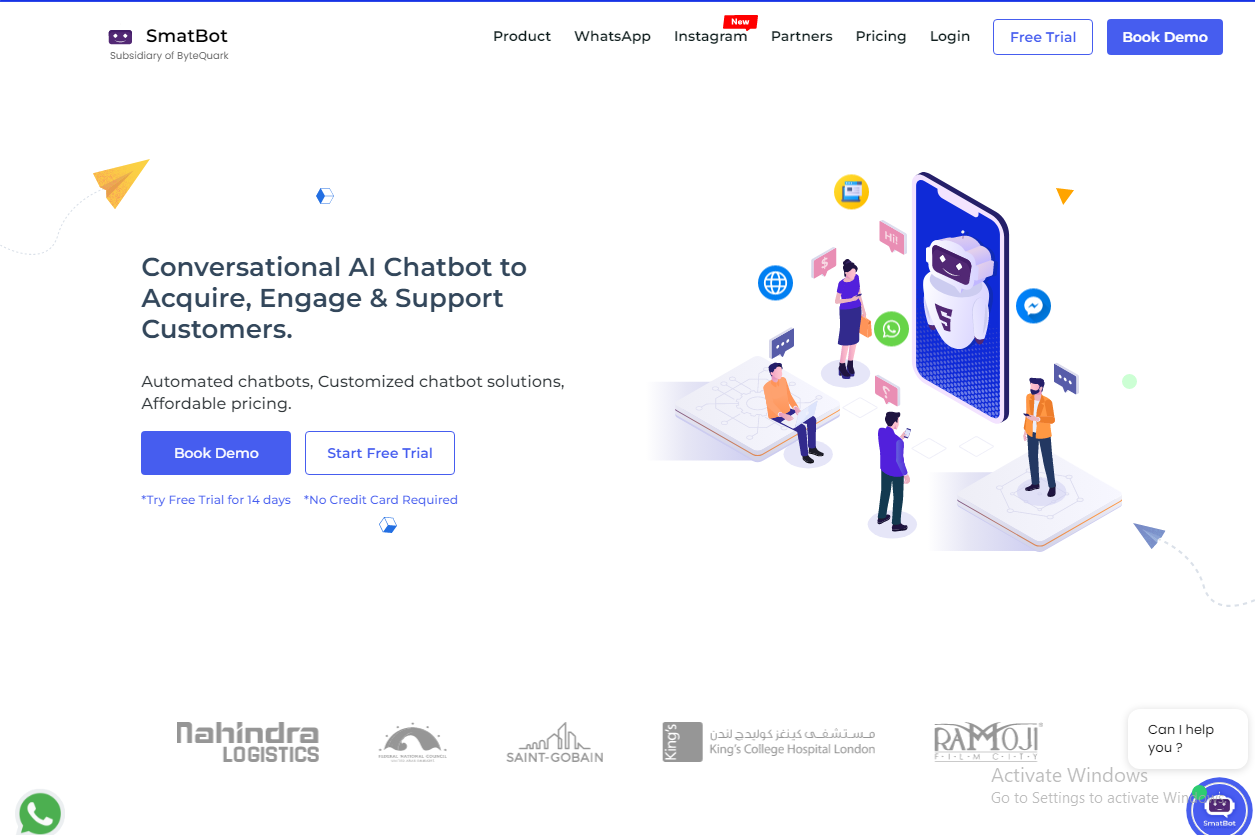 SmatBot
Subsidiary of ByteQuark
Product
WhatsApp
Instagram
New
Partners
Pricing
Login
Free Trial
Book Demo
Conversational AI Chatbot to
Acquire, Engage & Support
Customers.
Automated chatbots, Customized chatbot solutions,
Affordable pricing.
Book Demo
Start Free Trial
*Try Free Trial for 14 days
*No Credit Card Required
Hi!
$
?
S
mahindra
LOGISTICS
FEDERAL NATIONAL COUNCIL
SAINT-GOBAIN
King's
مستشفى كينغز كوليدج لندن
King's College Hospital London
RAMOJI
FILM CITY
Can I help
you ?
Activate Windows
Go to Settings to activate Windows.
SmatBot